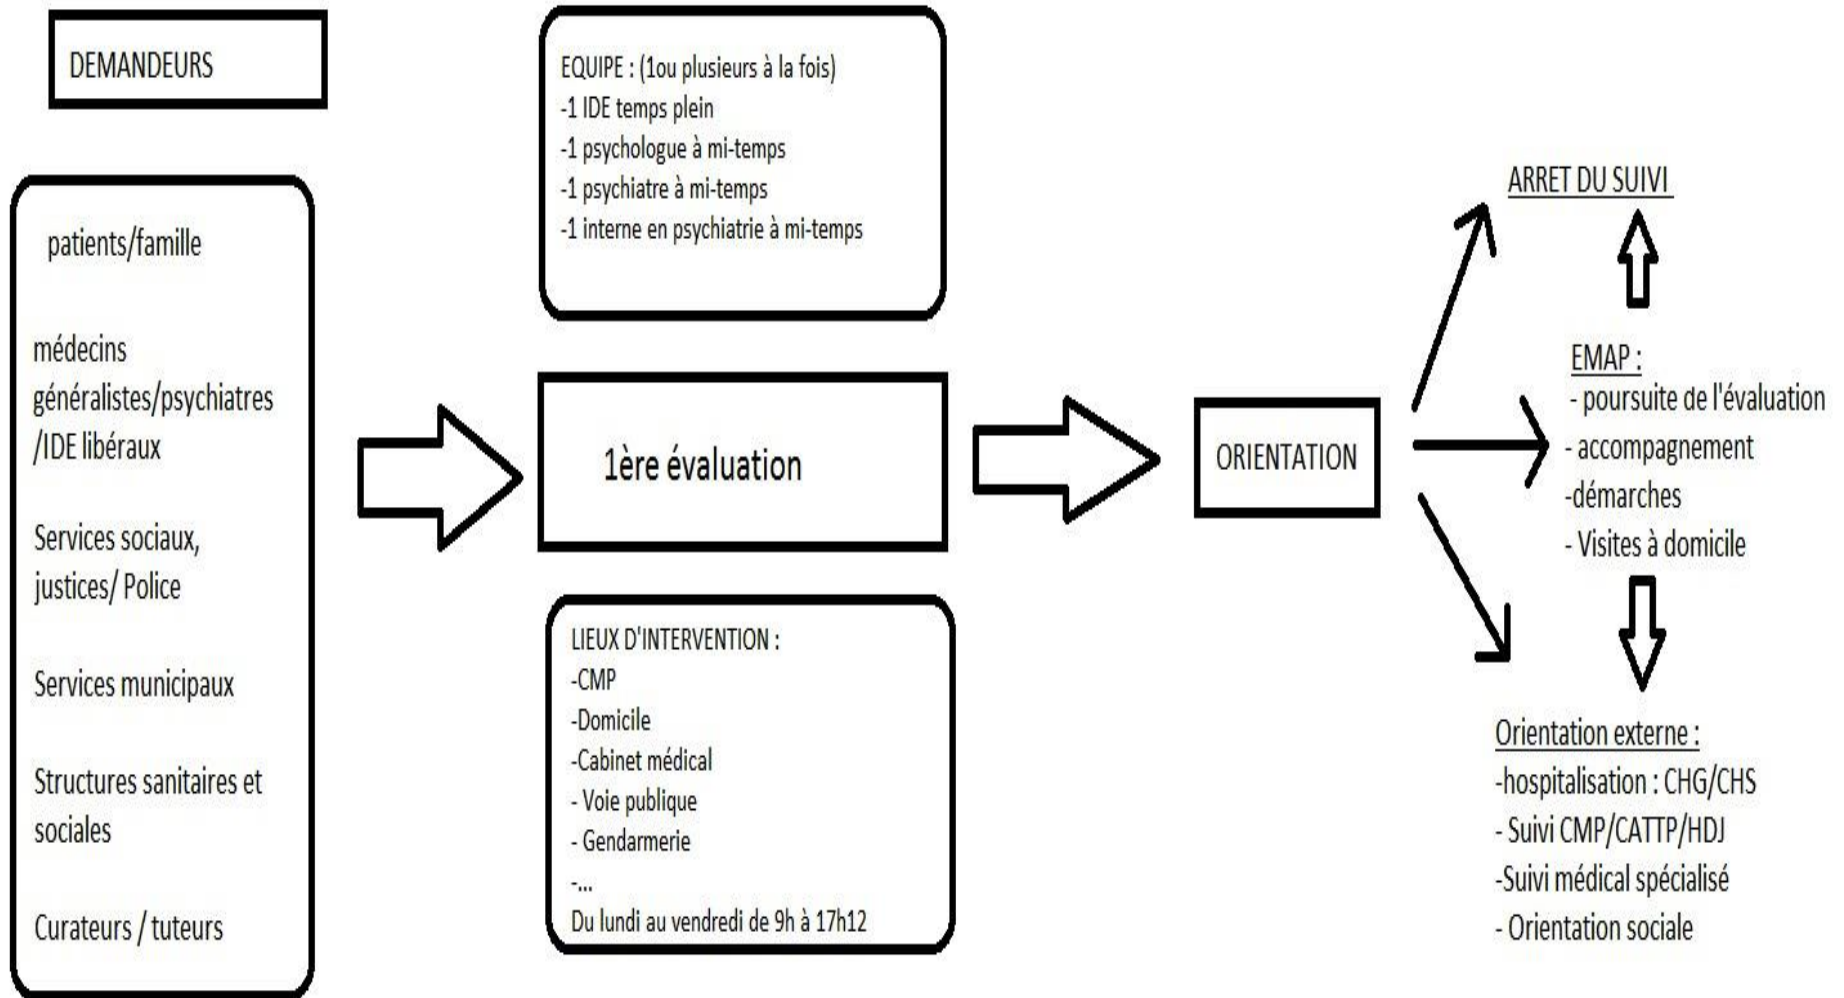 DEMANDEURS
patients/famille
médecins
généralistes/psychiatres
/IDE libéraux
Services sociaux,
justices/ Police
Services municipaux
Structures sanitaires et
sociales
Curateurs / tuteurs
EQUIPE : (1ou plusieurs à la fois)
-1 IDE temps plein
-1 psychologue à mi-temps
-1 psychiatre à mi-temps
-1 interne en psychiatrie à mi-temps
1ère évaluation
LIEUX D'INTERVENTION :
-CMP
-Domicile
-Cabinet médical
- Voie publique
- Gendarmerie
-...
Du lundi au vendredi de 9h à 17h12
ORIENTATION
ARRET DU SUIVI
EMAP :
- poursuite de l'évaluation
- accompagnement
-démarches
- Visites à domicile
Orientation externe :
-hospitalisation : CHG/CHS
- Suivi CMP/CATTP/HDJ
-Suivi médical spécialisé
- Orientation sociale